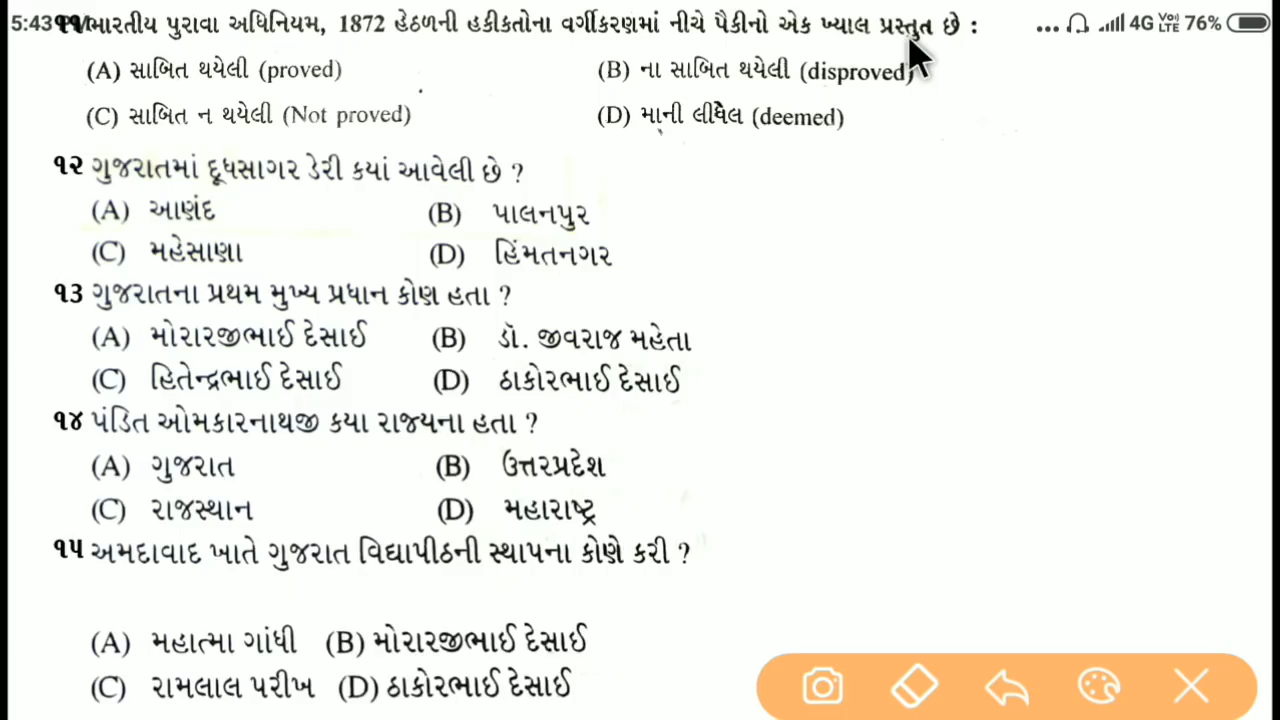 5:43 ૧૧ ભારતીય પુરાવા અધિનિયમ, 1872 હેઠળની હકીકતોના વર્ગીકરણમાં નીચે પૈકીનો એક ખ્યાલ પ્રસ્તુત છે : ... 4G VoLTE 76%
(A) સાબિત થયેલી (proved) (B) ના સાબિત થયેલી (disproved)
(C) સાબિત ન થયેલી (Not proved) (D) માની લીધેલ (deemed)
૧૨ ગુજરાતમાં દૂધસાગર ડેરી કયાં આવેલી છે ?
(A) આણંદ (B) પાલનપુર
(C) મહેસાણા (D) હિંમતનગર
૧૩ ગુજરાતના પ્રથમ મુખ્ય પ્રધાન કોણ હતા ?
(A) મોરારજીભાઈ દેસાઈ (B) ડૉ. જીવરાજ મહેતા
(C) હિતેન્દ્રભાઈ દેસાઈ (D) ઠાકોરભાઈ દેસાઈ
૧૪ પંડિત ઓમકારનાથજી કયા રાજ્યના હતા ?
(A) ગુજરાત (B) ઉત્તરપ્રદેશ
(C) રાજસ્થાન (D) મહારાષ્ટ્ર
૧૫ અમદાવાદ ખાતે ગુજરાત વિદ્યાપીઠની સ્થાપના કોણે કરી ?
(A) મહાત્મા ગાંધી (B) મોરારજીભાઈ દેસાઈ
(C) રામલાલ પરીખ (D) ઠાકોરભાઈ દેસાઈ